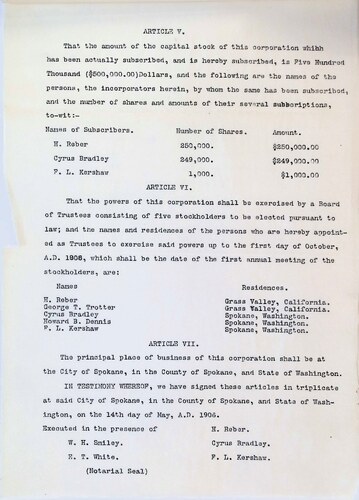 ARTICLE V.
That the amount of the capital stock of this corporation whihh
has been actually subscribed, and is hereby subscribed, is Five Hundred
Thousand ($500,000.00)Dollars, and the following are the names of the
persons, the incorporators herein, by whom the same has been subscribed,
and the number of shares and amounts of their several subscriptions,
to-wit:-
Names of Subscribers. Number of Shares. Amount.
H. Reber 250,000. $250,000.00
Cyrus Bradley 249,000. $249,000.00
F. L. Kershaw 1,000. $1,000.00
ARTICLE VI.
That the powers of this corporation shall be exercised by a Board
of Trustees consisting of five stockholders to be elected pursuant to
law; and the names and residences of the persons who are hereby appoint-
ed as Trustees to exercise said powers up to the first day of October,
A.D. 1906, which shall be the date of the first annual meeting of the
stockholders, are:
Names Residences.
H. Reber Grass Valley, California.
George T. Trotter Grass Valley, California.
Cyrus Bradley Spokane, Washington.
Howard B. Dennis Spokane, Washington.
F. L. Kershaw Spokane, Washington.
ARTICLE VII.
The principal place of business of this corporation shall be at
the City of Spokane, in the County of Spokane, and State of Washington.
IN TESTIMONY WHEREOF, we have signed these articles in triplicate
at said City of Spokane, in the County of Spokane, and State of Wash-
ington, on the 14th day of May, A.D. 1906.
Executed in the presence of H. Reber.
W. H. Smiley. Cyrus Bradley.
E. T. White. F. L. Kershaw.
(Notarial Seal)